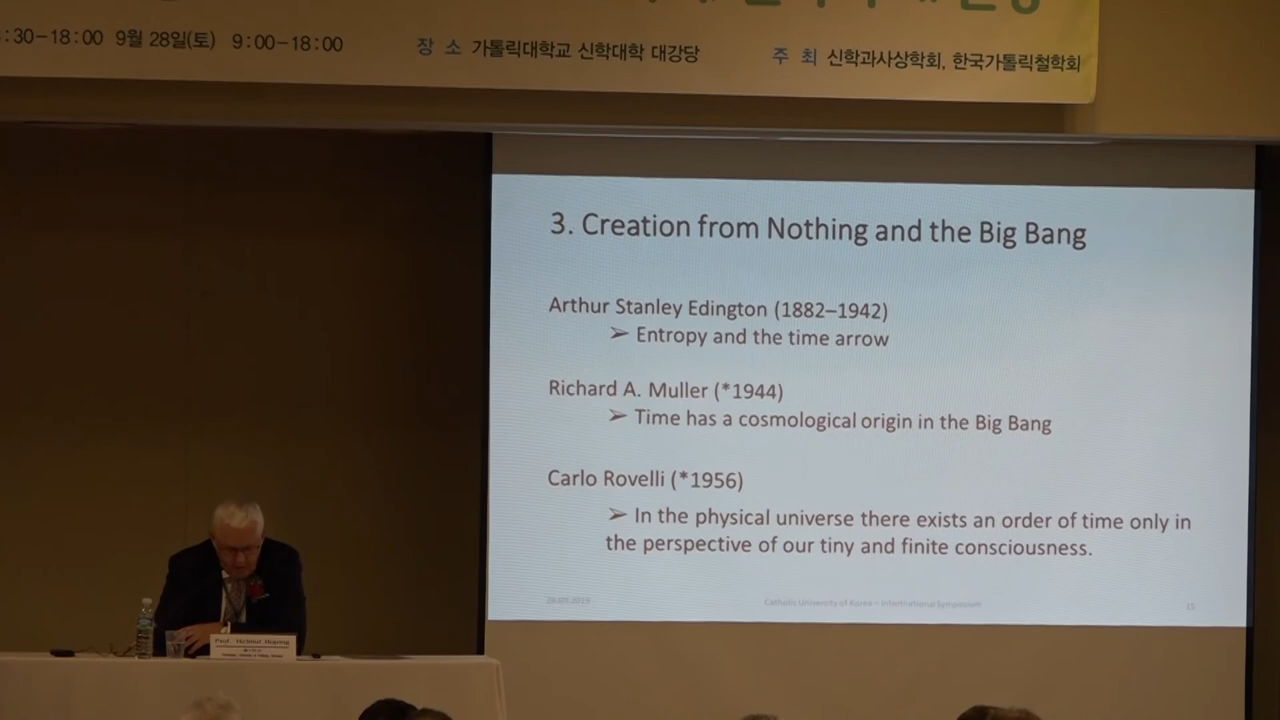 :30-18:00 9월 28일(토) 9:00-18:00 장 소 가톨릭대학교 신학대학 대강당 주 최 신학과사상학회, 한국가톨릭철학회
3. Creation from Nothing and the Big Bang
Arthur Stanley Edington (1882–1942)
➢ Entropy and the time arrow
Richard A. Muller (*1944)
➢ Time has a cosmological origin in the Big Bang
Carlo Rovelli (*1956)
➢ In the physical universe there exists an order of time only in
the perspective of our tiny and finite consciousness.
Catholic University of Korea – International Symposium
15
Prof. Helmut Hoping